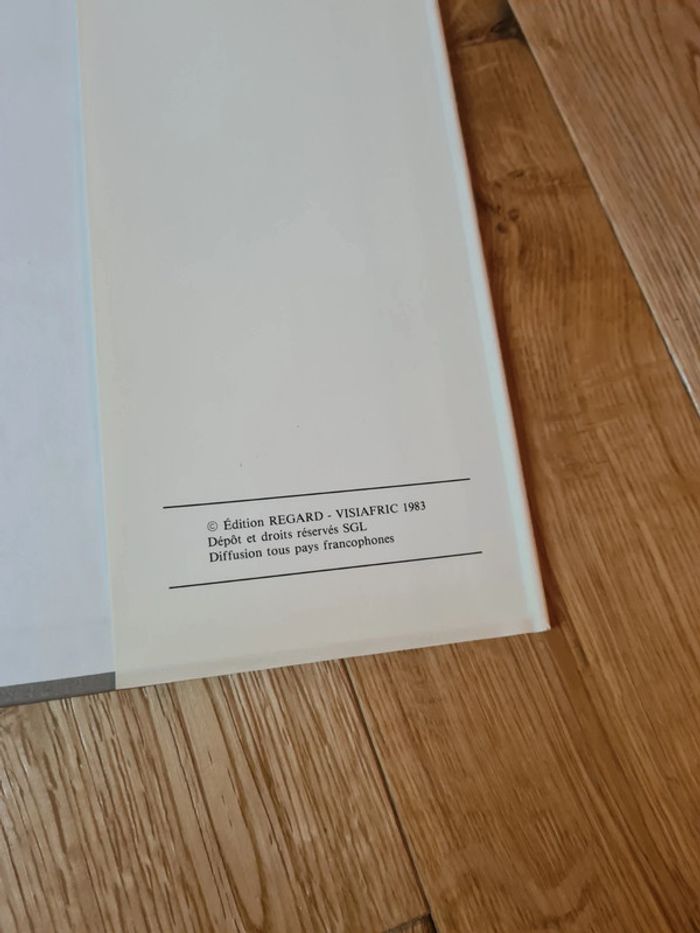 © Édition REGARD - VISIAFRIC 1983
Dépôt et droits réservés SGL
Diffusion tous pays francophones